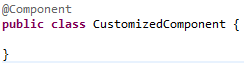 @Component
public class CustomizedComponent {
}